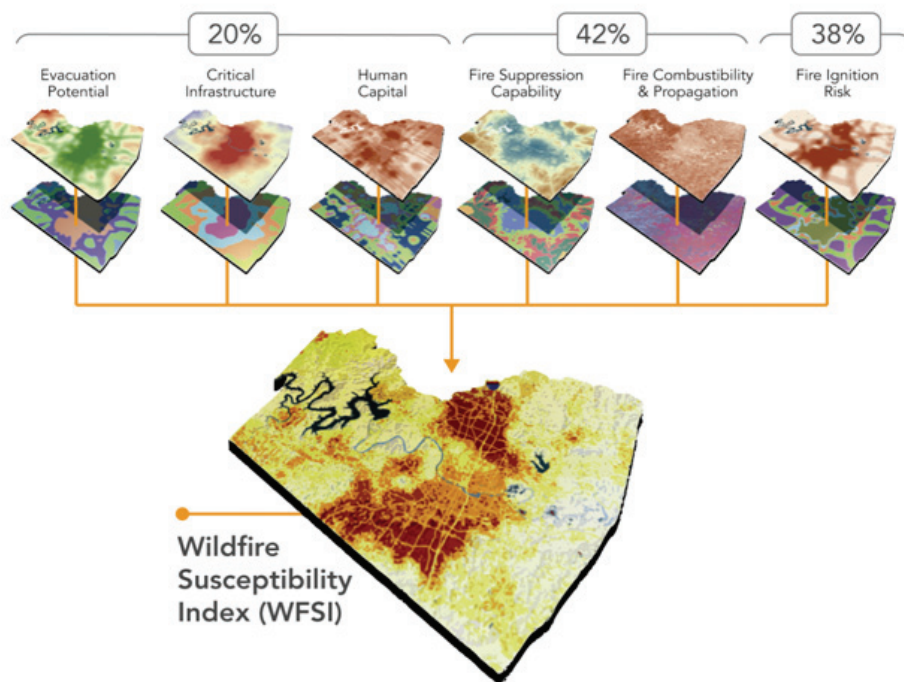 20%
42%
38%
Evacuation
Potential
Critical
Infrastructure
Human
Capital
Fire Suppression
Capability
Fire Combustibility
& Propagation
Fire Ignition
Risk
Wildfire
Susceptibility
Index (WFSI)